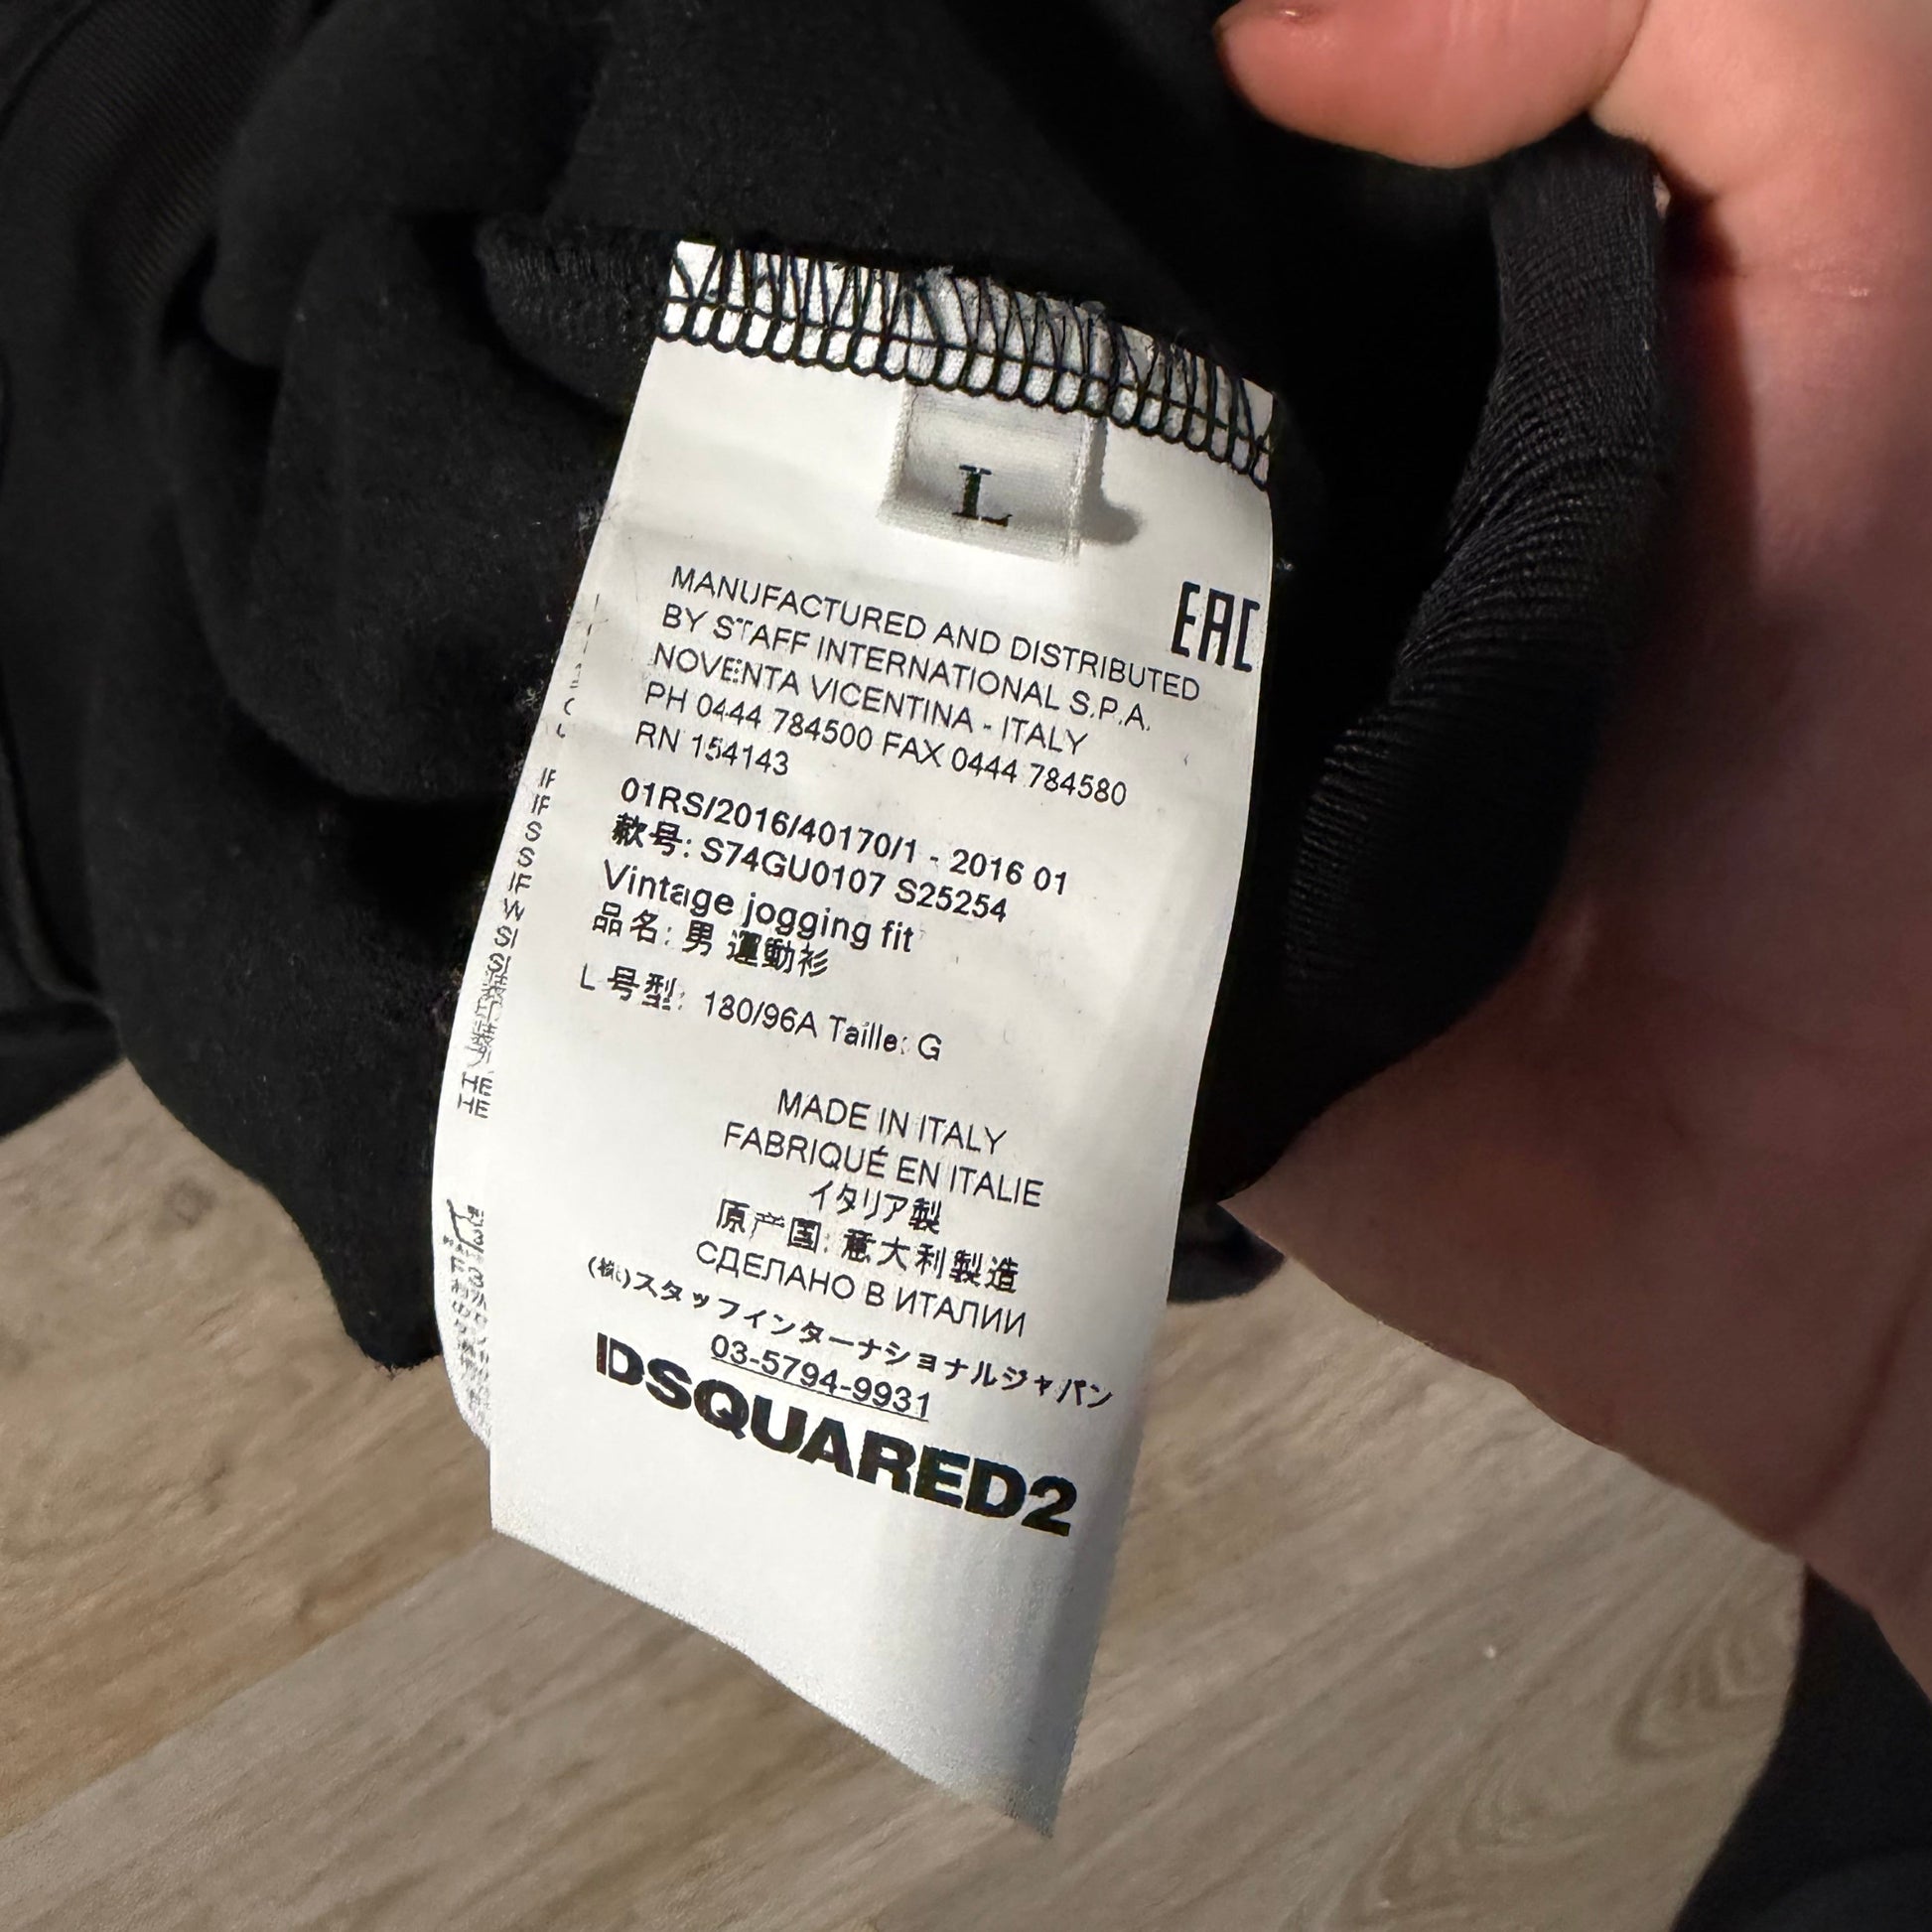 L
EAC
MANUFACTURED AND DISTRIBUTED
BY STAFF INTERNATIONAL S.P.A.
NOVENTA VICENTINA - ITALY
PH 0444 784500 FAX 0444 784580
RN 154143
01RS/2016/40170/1 - 2016 01
款号: S74GU0107 S25254
Vintage jogging fit
品名: 男 運動衫
L 号型: 180/96A Taille: G
MADE IN ITALY
FABRIQUÉ EN ITALIE
イタリア製
原产国: 意大利製造
СДЕЛАНО В ИТАЛИИ
(株)スタッフインターナショナルジャパン
03-5794-9931
DSQUARED2